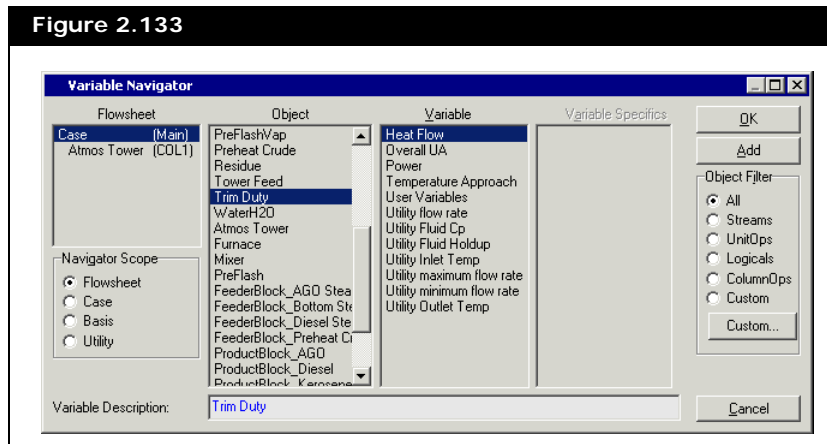 Figure 2.133
Variable Navigator
Flowsheet
Case (Main)
Atmos Tower (COL1)
Navigator Scope
Flowsheet
Case
Basis
Utility
Object
PreFlashVap
Preheat Crude
Residue
Tower Feed
Trim Duty
WaterH2O
Atmos Tower
Furnace
Mixer
PreFlash
FeederBlock_AGO Stea
FeederBlock_Bottom Ste
FeederBlock_Diesel Ste
FeederBlock_Preheat Cr
ProductBlock_AGO
ProductBlock_Diesel
ProductBlock_Kerosene
Variable
Heat Flow
Overall UA
Power
Temperature Approach
User Variables
Utility flow rate
Utility Fluid Cp
Utility Fluid Holdup
Utility Inlet Temp
Utility maximum flow rate
Utility minimum flow rate
Utility Outlet Temp
Variable Specifics
OK
Add
Object Filter
All
Streams
UnitOps
Logicals
ColumnOps
Custom
Custom...
Variable Description:
Trim Duty
Cancel